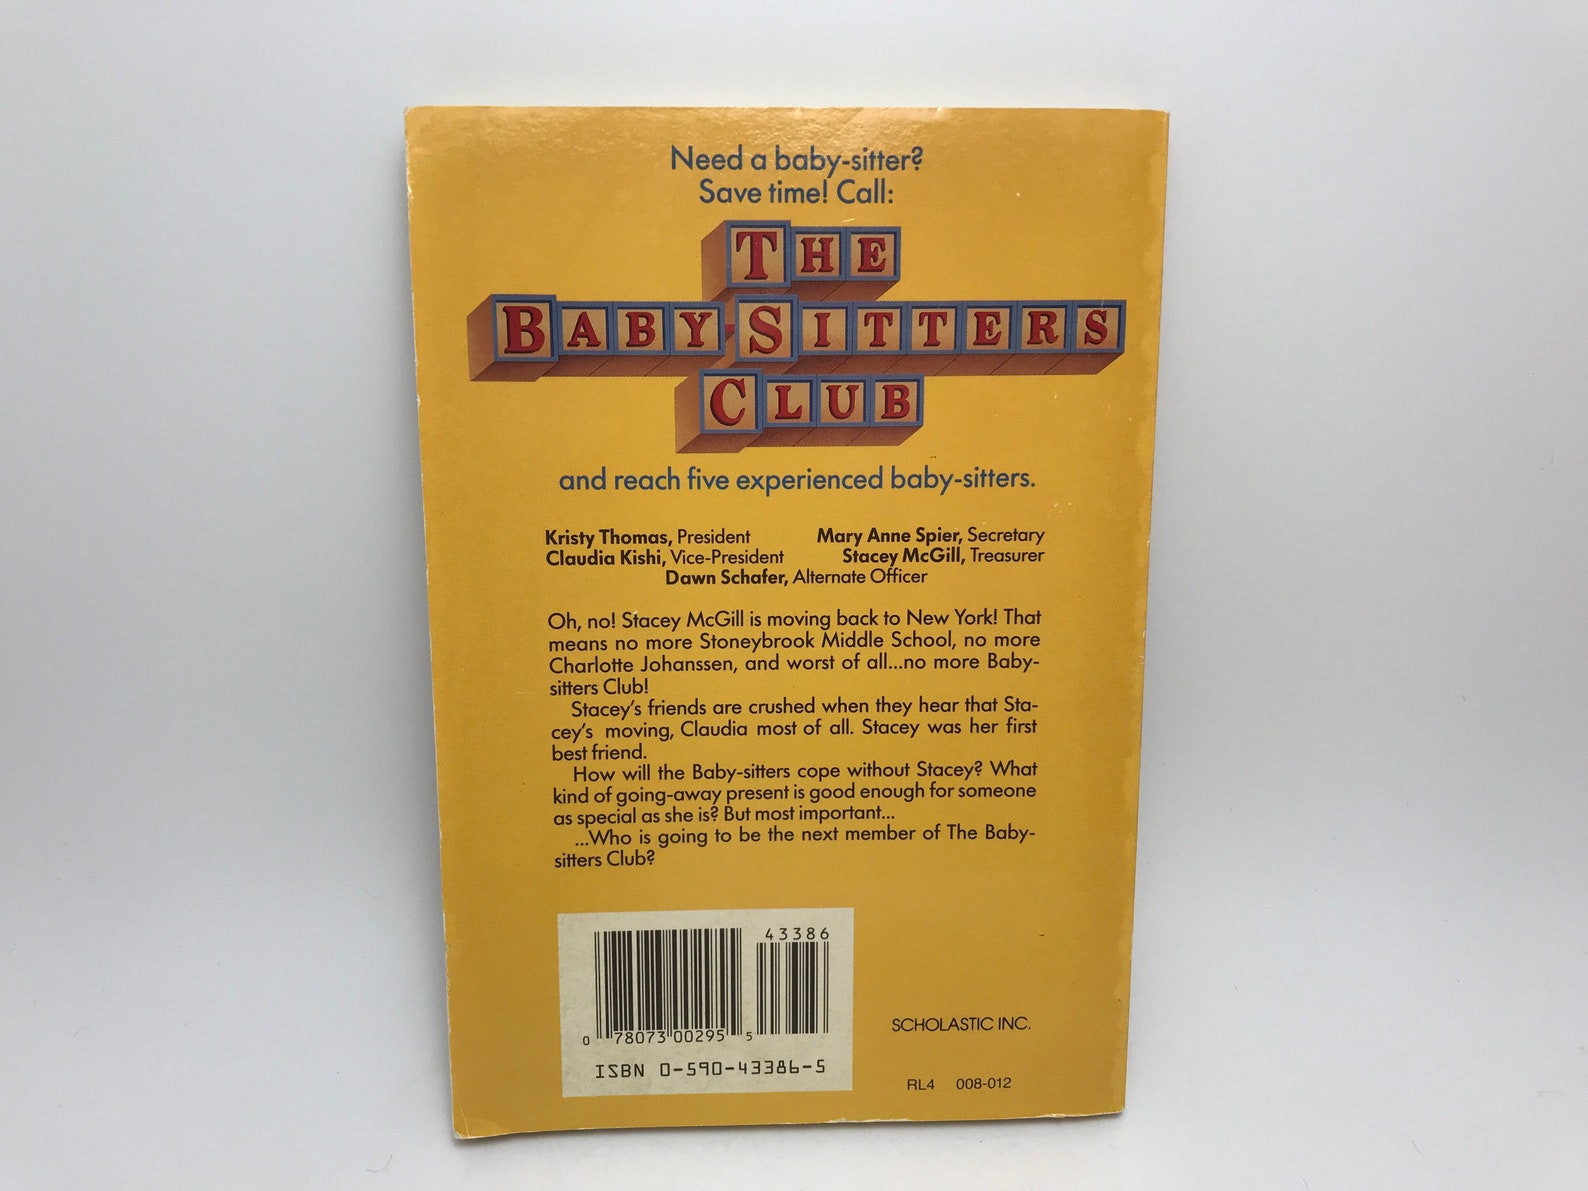 Need a baby-sitter?
Save time! Call:
THE
BABY-SITTERS
CLUB
and reach five experienced baby-sitters.
Kristy Thomas, President Mary Anne Spier, Secretary
Claudia Kishi, Vice-President Stacey McGill, Treasurer
Dawn Schafer, Alternate Officer
Oh, no! Stacey McGill is moving back to New York! That
means no more Stoneybrook Middle School, no more
Charlotte Johanssen, and worst of all...no more Baby-
sitters Club!
Stacey's friends are crushed when they hear that Sta-
cey's moving, Claudia most of all. Stacey was her first
best friend.
How will the Baby-sitters cope without Stacey? What
kind of going-away present is good enough for someone
as special as she is? But most important...
...Who is going to be the next member of The Baby-
sitters Club?
43386
0 78073 00295 5
ISBN 0-590-43386-5
SCHOLASTIC INC.
RL4 008-012